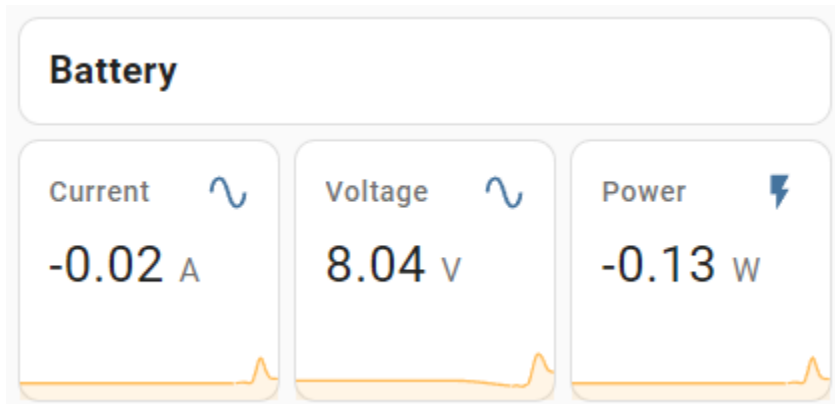 Battery
Current
-0.02 A
Voltage
8.04 V
Power
-0.13 W